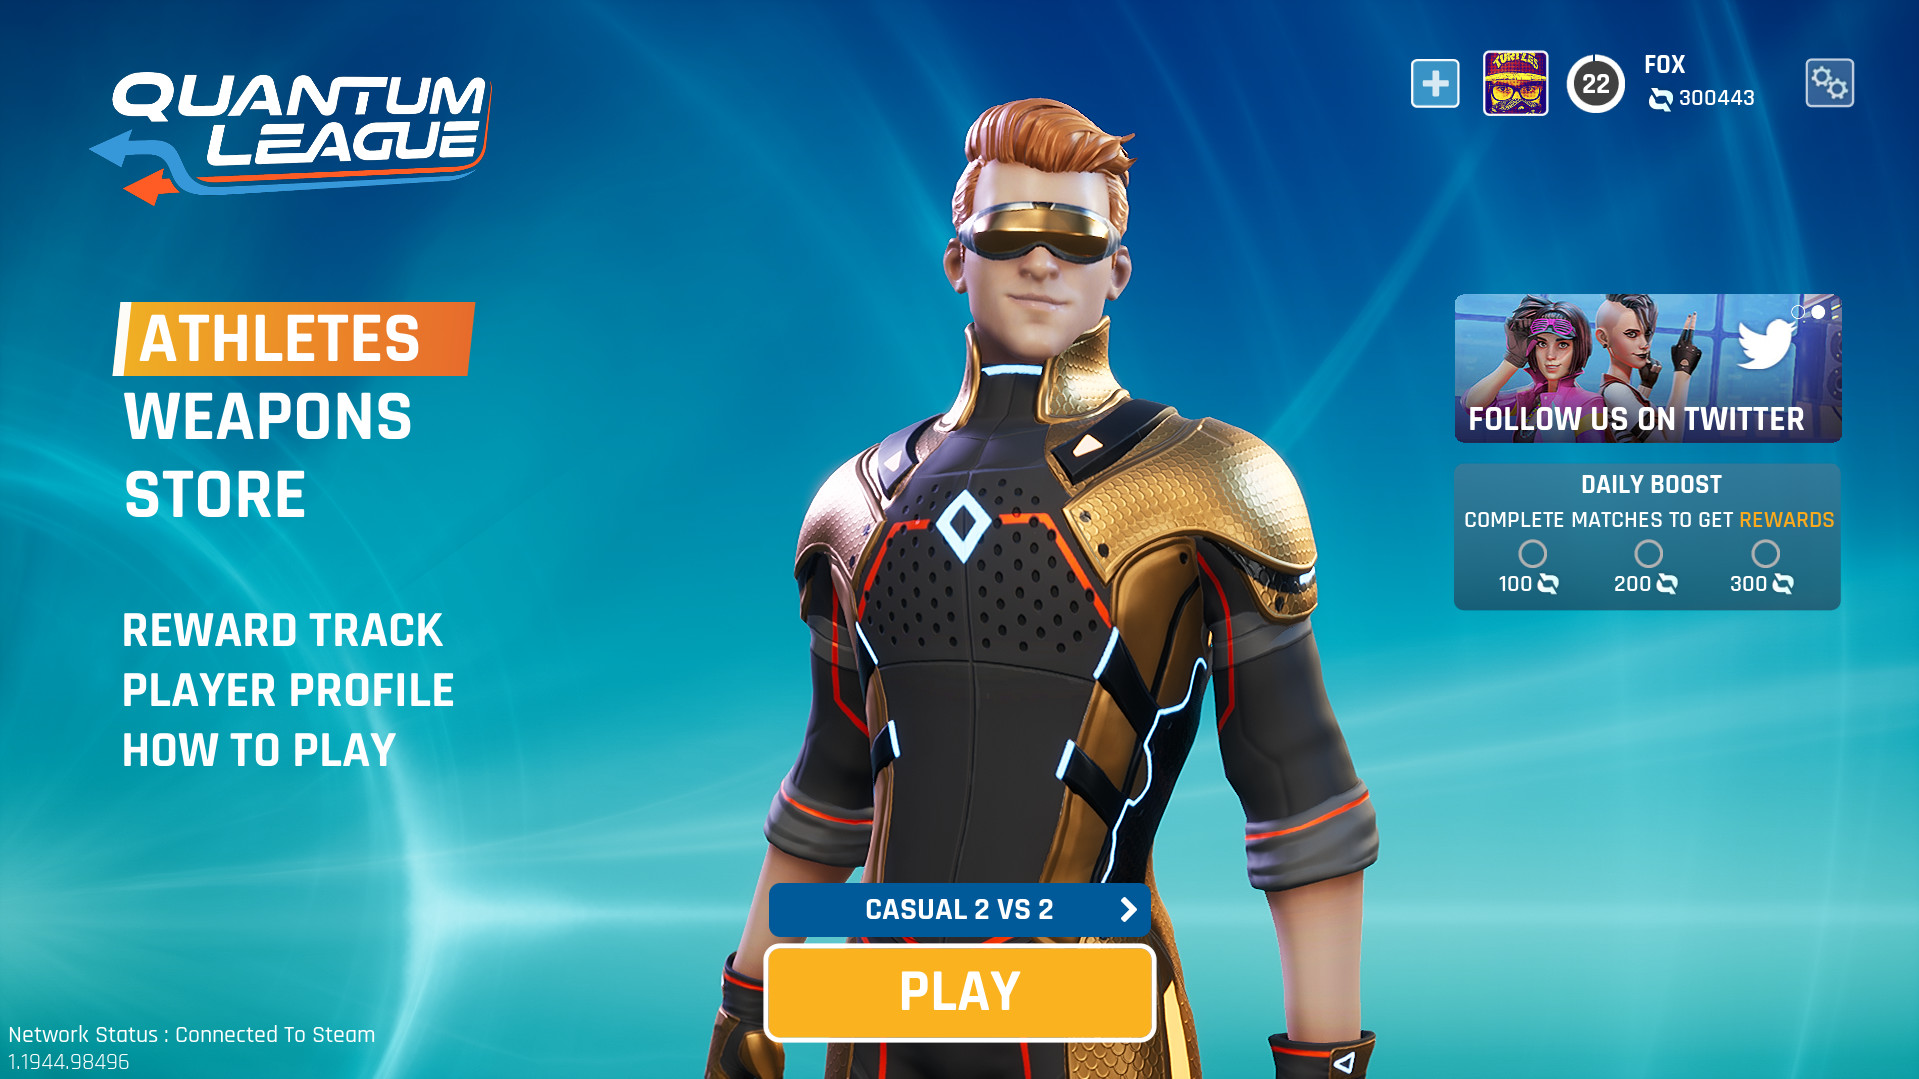 QUANTUM
LEAGUE
TURTLES
22
FOX
300443
ATHLETES
WEAPONS
STORE
REWARD TRACK
PLAYER PROFILE
HOW TO PLAY
FOLLOW US ON TWITTER
DAILY BOOST
COMPLETE MATCHES TO GET REWARDS
100 200 300
CASUAL 2 VS 2
PLAY
Network Status : Connected To Steam
1.1944.98496